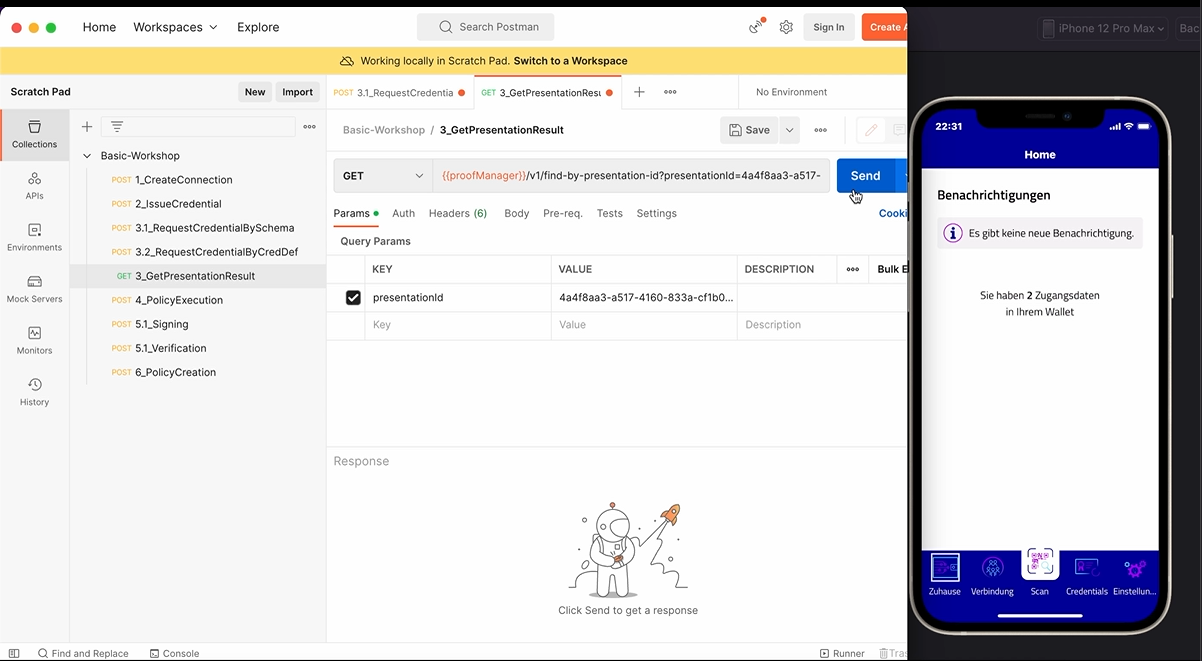 Home Workspaces Explore Search Postman Sign In Create A
iPhone 12 Pro Max Bac
Working locally in Scratch Pad. Switch to a Workspace
Scratch Pad New Import
POST 3.1_RequestCredentia GET 3_GetPresentationResu No Environment
Collections
APIs
Environments
Mock Servers
Monitors
History
Basic-Workshop
POST 1_CreateConnection
POST 2_IssueCredential
POST 3.1_RequestCredentialBySchema
POST 3.2_RequestCredentialByCredDef
GET 3_GetPresentationResult
POST 4_PolicyExecution
POST 5.1_Signing
POST 5.1_Verification
POST 6_PolicyCreation
Basic-Workshop / 3_GetPresentationResult Save
GET {{proofManager}}/v1/find-by-presentation-id?presentationId=4a4f8aa3-a517- Send
Params Auth Headers (6) Body Pre-req. Tests Settings Cooki
Query Params
KEY VALUE DESCRIPTION Bulk E
presentationId 4a4f8aa3-a517-4160-833a-cf1b0...
Key Value Description
Response
Click Send to get a response
Find and Replace Console Runner Tras
22:31
Home
Benachrichtigungen
Es gibt keine neue Benachrichtigung.
Sie haben 2 Zugangsdaten
in Ihrem Wallet
Zuhause Verbindung Scan Credentials Einstellun...